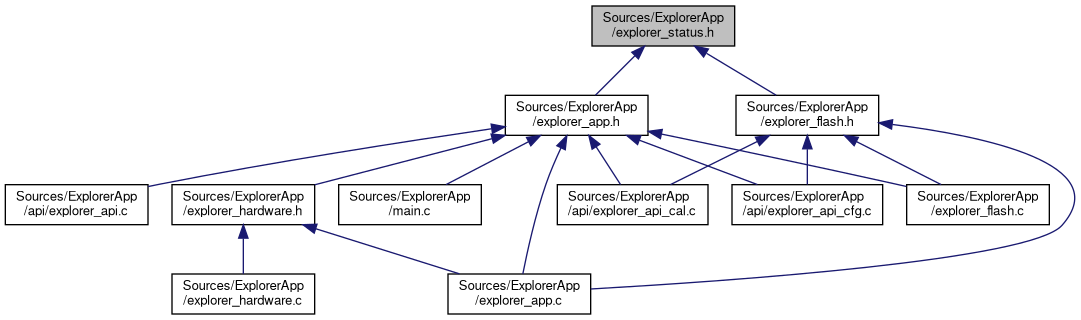 Sources/ExplorerApp
/explorer_status.h
Sources/ExplorerApp
/explorer_app.h
Sources/ExplorerApp
/explorer_flash.h
Sources/ExplorerApp
/api/explorer_api.c
Sources/ExplorerApp
/explorer_hardware.h
Sources/ExplorerApp
/main.c
Sources/ExplorerApp
/api/explorer_api_cal.c
Sources/ExplorerApp
/api/explorer_api_cfg.c
Sources/ExplorerApp
/explorer_flash.c
Sources/ExplorerApp
/explorer_hardware.c
Sources/ExplorerApp
/explorer_app.c